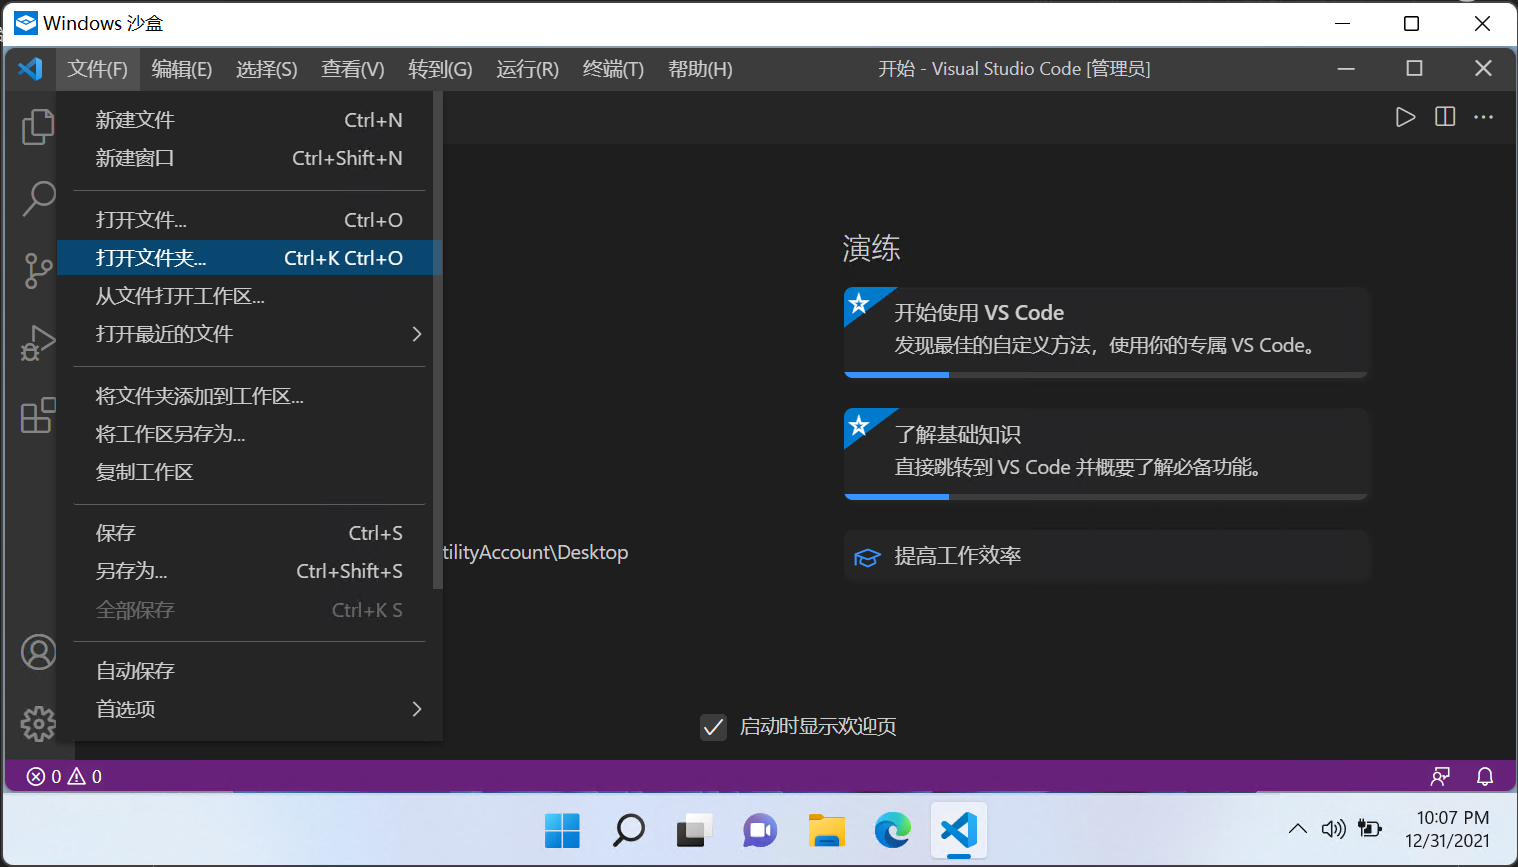 Windows 沙盒
文件(F) 编辑(E) 选择(S) 查看(V) 转到(G) 运行(R) 终端(T) 帮助(H) 开始 - Visual Studio Code [管理员]
新建文件 Ctrl+N
新建窗口 Ctrl+Shift+N
打开文件... Ctrl+O
打开文件夹... Ctrl+K Ctrl+O
从文件打开工作区...
打开最近的文件
将文件夹添加到工作区...
将工作区另存为...
复制工作区
保存 Ctrl+S
另存为... Ctrl+Shift+S
全部保存 Ctrl+K S
自动保存
首选项
tilityAccount\Desktop
演练
开始使用 VS Code
发现最佳的自定义方法，使用你的专属 VS Code。
了解基础知识
直接跳转到 VS Code 并概要了解必备功能。
提高工作效率
启动时显示欢迎页
0 0
10:07 PM
12/31/2021